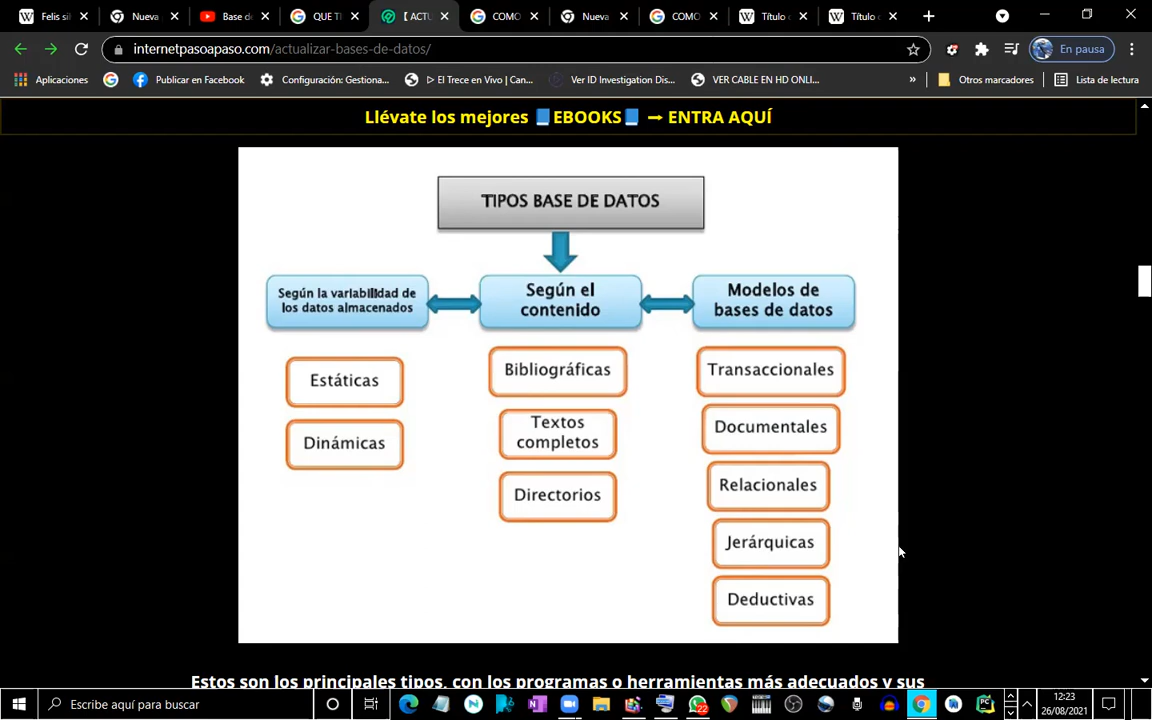 Felis sil
Nueva
Base de
QUE TI
[ ACTU
COMO
Nueva
COMO
Título c
Título c
internetpasoapaso.com/actualizar-bases-de-datos/
En pausa
Aplicaciones
Publicar en Facebook
Configuración: Gestiona...
▷ El Trece en Vivo | Can...
Ver ID Investigation Dis...
VER CABLE EN HD ONLI...
»
Otros marcadores
Lista de lectura
Llévate los mejores 📘EBOOKS📘 → ENTRA AQUÍ
TIPOS BASE DE DATOS
Según la variabilidad de
los datos almacenados
Según el
contenido
Modelos de
bases de datos
Estáticas
Dinámicas
Bibliográficas
Textos
completos
Directorios
Transaccionales
Documentales
Relacionales
Jerárquicas
Deductivas
Estos son los principales tipos, con los programas o herramientas más adecuados y sus
Escribe aquí para buscar
22
12:23
26/08/2021